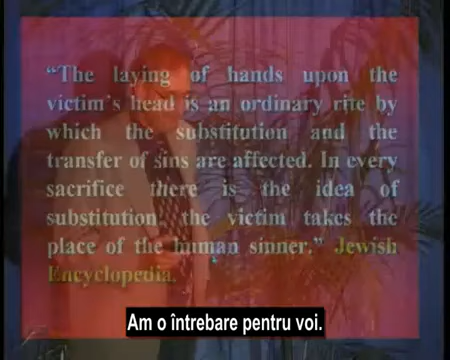 “The laying of hands upon the
victim’s head is an ordinary rite by
which the substitution and the
transfer of sins are affected. In every
sacrifice there is the idea of
substitution, the victim takes the
place of the human sinner.” Jewish
Encyclopedia.
Am o întrebare pentru voi.